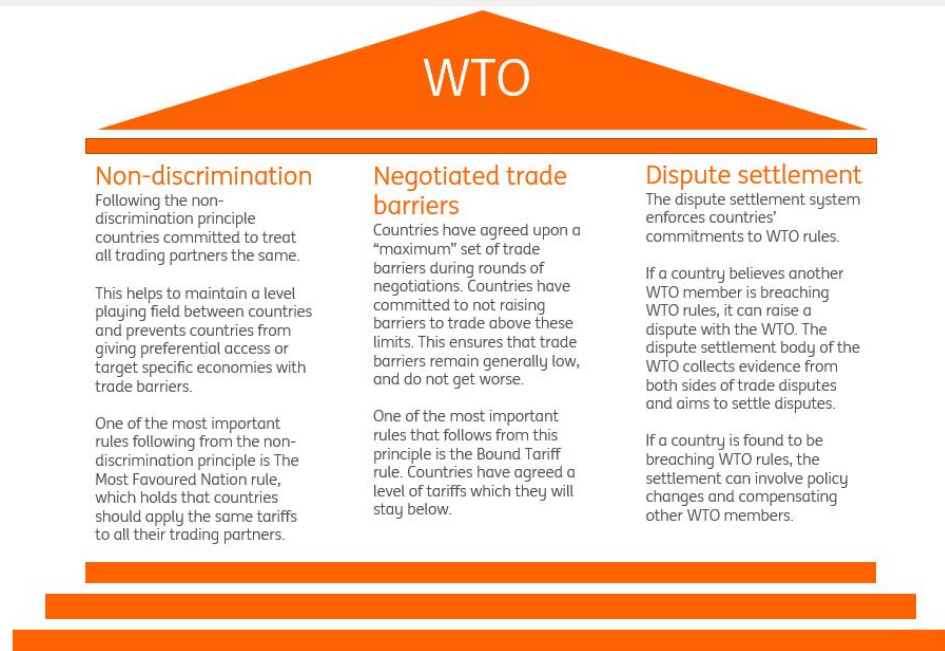 WTO
Non-discrimination
Following the non-
discrimination principle
countries committed to treat
all trading partners the same.
This helps to maintain a level
playing field between countries
and prevents countries from
giving preferential access or
target specific economies with
trade barriers.
One of the most important
rules following from the non-
discrimination principle is The
Most Favoured Nation rule,
which holds that countries
should apply the same tariffs
to all their trading partners.
Negotiated trade
barriers
Countries have agreed upon a
“maximum” set of trade
barriers during rounds of
negotiations. Countries have
committed to not raising
barriers to trade above these
limits. This ensures that trade
barriers remain generally low,
and do not get worse.
One of the most important
rules that follows from this
principle is the Bound Tariff
rule. Countries have agreed a
level of tariffs which they will
stay below.
Dispute settlement
The dispute settlement system
enforces countries’
commitments to WTO rules.
If a country believes another
WTO member is breaching
WTO rules, it can raise a
dispute with the WTO. The
dispute settlement body of the
WTO collects evidence from
both sides of trade disputes
and aims to settle disputes.
If a country is found to be
breaching WTO rules, the
settlement can involve policy
changes and compensating
other WTO members.